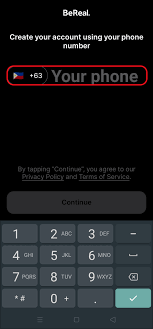 BeReal.
Create your account using your phone
number
+63 Your phone
By tapping "Continue", you agree to our
Privacy Policy and Terms of Service.
Continue
1 2 ABC 3 DEF −
4 GHI 5 JKL 6 MNO
7 PQRS 8 TUV 9 WXYZ
* # 0 + .